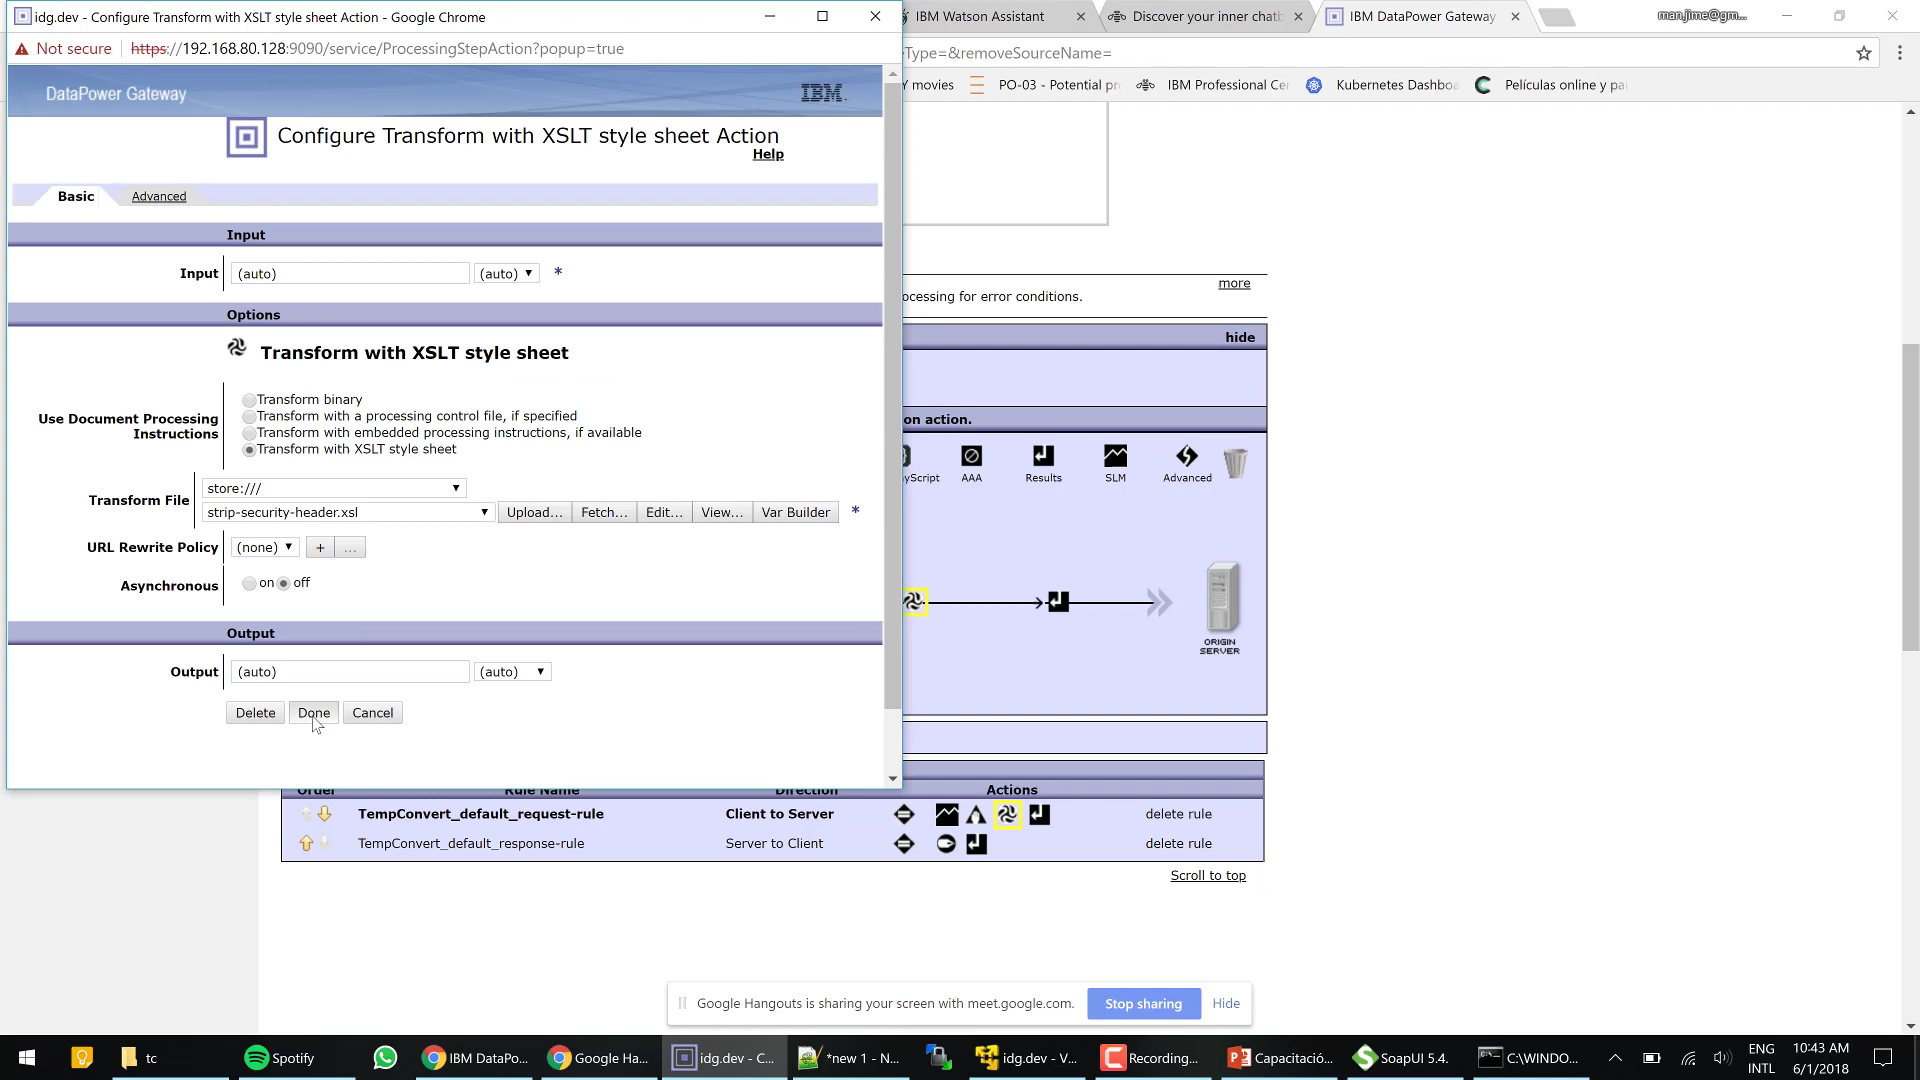 idg.dev - Configure Transform with XSLT style sheet Action - Google Chrome
Not secure https://192.168.80.128:9090/service/ProcessingStepAction?popup=true
DataPower Gateway
IBM.
Configure Transform with XSLT style sheet Action
Help
Basic
Advanced
Input
Input
(auto)
(auto)
*
Options
Transform with XSLT style sheet
Use Document Processing Instructions
Transform binary
Transform with a processing control file, if specified
Transform with embedded processing instructions, if available
Transform with XSLT style sheet
Transform File
store:///
strip-security-header.xsl
Upload...
Fetch...
Edit...
View...
Var Builder
*
URL Rewrite Policy
(none)
+
...
Asynchronous
on
off
Output
Output
(auto)
(auto)
Delete
Done
Cancel
IBM Watson Assistant
Discover your inner chatb
IBM DataPower Gateway
manjime@gm...
eType=&removeSourceName=
Y movies
PO-03 - Potential pr
IBM Professional Ce
Kubernetes Dashboa
Películas online y pa
more
ocessing for error conditions.
hide
on action.
yScript
AAA
Results
SLM
Advanced
ORIGIN SERVER
Order
Rule Name
Direction
Actions
TempConvert_default_request-rule
Client to Server
delete rule
TempConvert_default_response-rule
Server to Client
delete rule
Scroll to top
Google Hangouts is sharing your screen with meet.google.com.
Stop sharing
Hide
tc
Spotify
IBM DataPo...
Google Ha...
idg.dev - C...
*new 1 - N...
idg.dev - V...
Recording...
Capacitació...
SoapUI 5.4.
C:\WINDO...
ENG
INTL
10:43 AM
6/1/2018